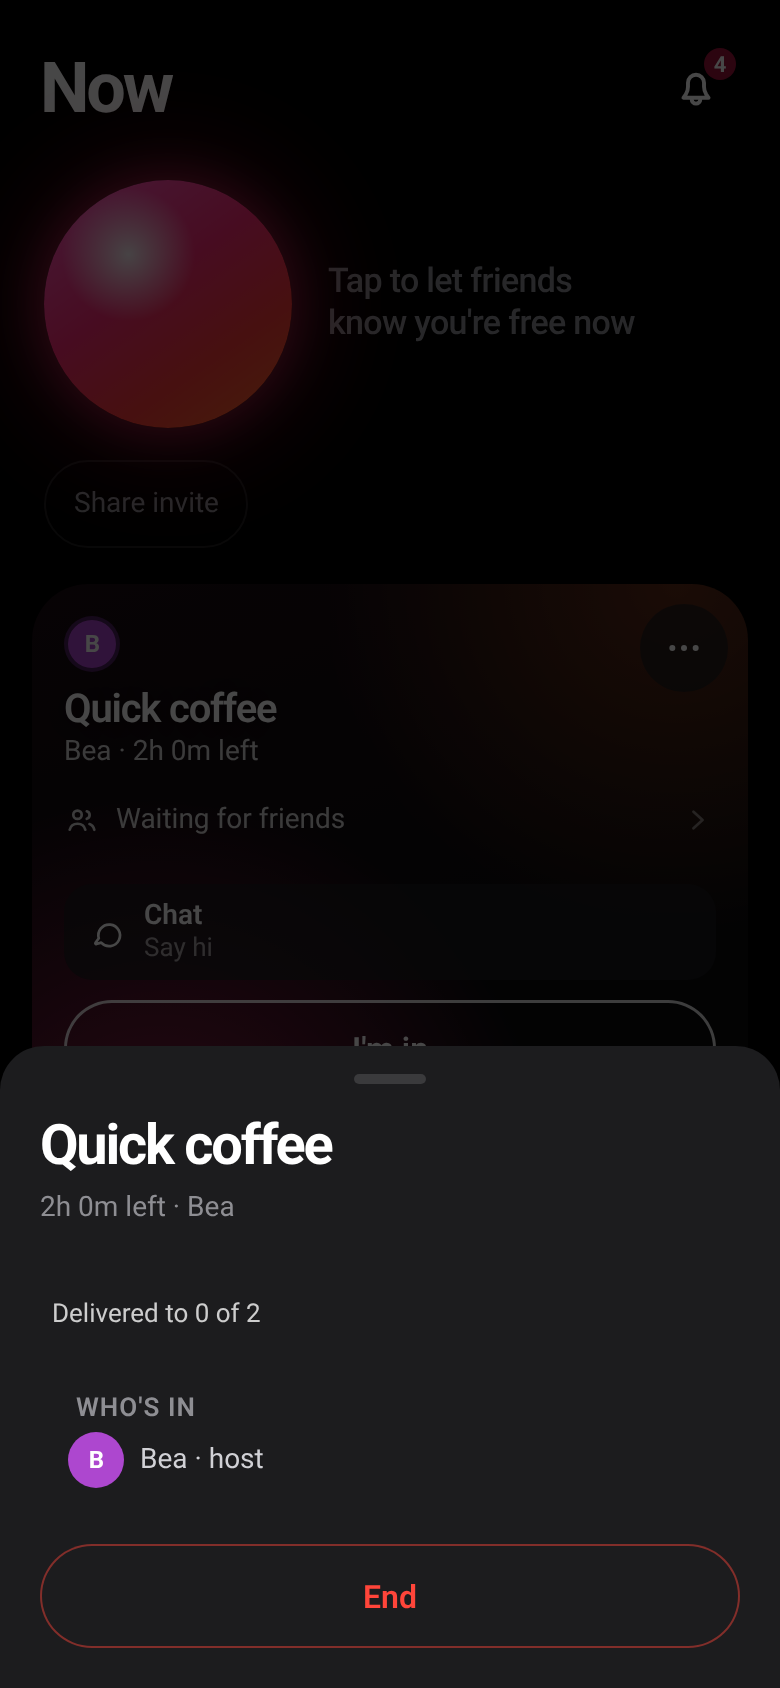 Now
4
Tap to let friends
know you're free now
Share invite
B
Quick coffee
Bea · 2h 0m left
Waiting for friends
Chat
Say hi
I'm in
Quick coffee
2h 0m left · Bea
Delivered to 0 of 2
WHO'S IN
B
Bea · host
End